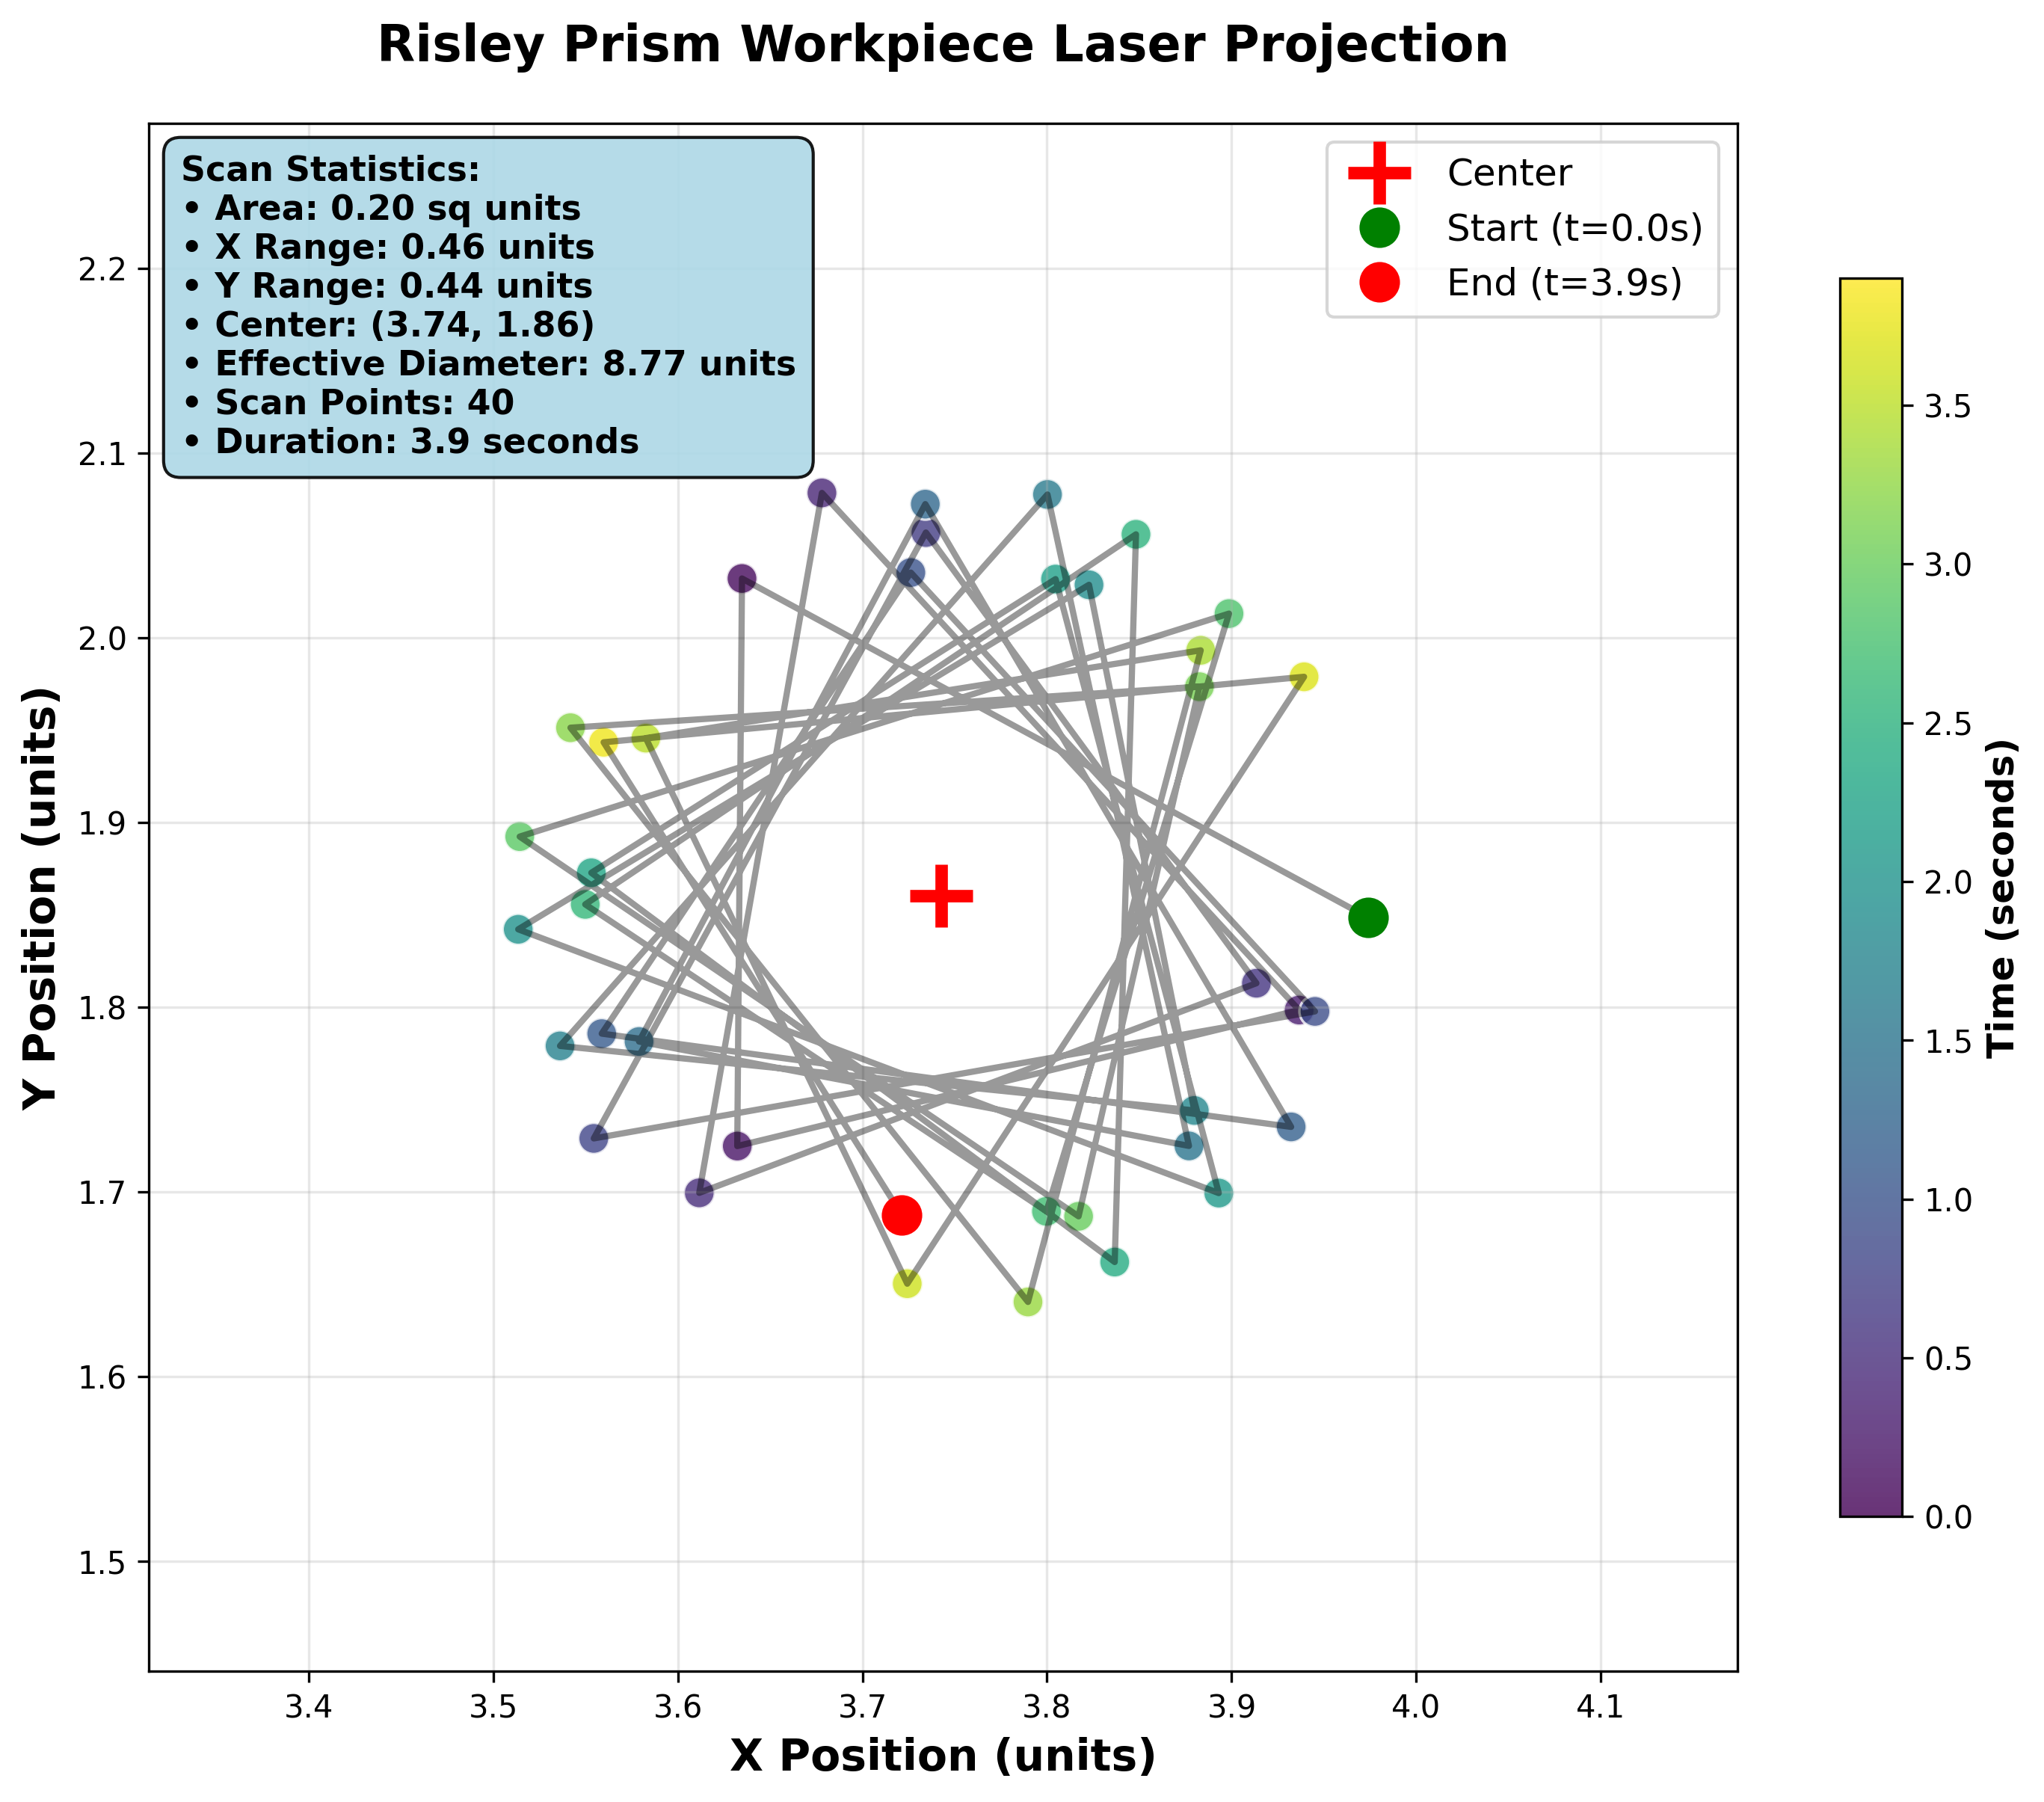 Risley Prism Workpiece Laser Projection
Scan Statistics:
• Area: 0.20 sq units
• X Range: 0.46 units
• Y Range: 0.44 units
• Center: (3.74, 1.86)
• Effective Diameter: 8.77 units
• Scan Points: 40
• Duration: 3.9 seconds
Center
Start (t=0.0s)
End (t=3.9s)
Y Position (units)
2.2
2.1
2.0
1.9
1.8
1.7
1.6
1.5
3.4 3.5 3.6 3.7 3.8 3.9 4.0 4.1
X Position (units)
3.5
3.0
2.5
2.0
1.5
1.0
0.5
0.0
Time (seconds)